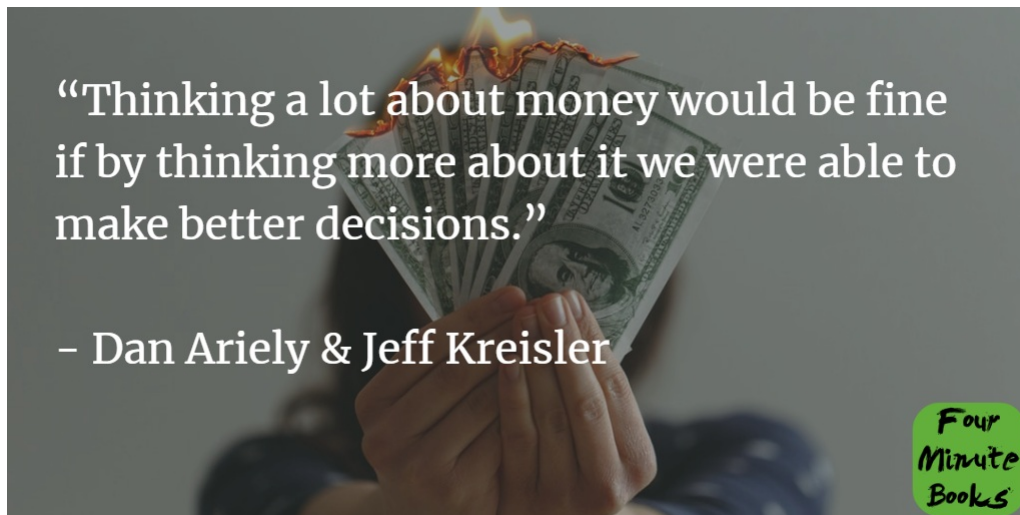 “Thinking a lot about money would be fine
if by thinking more about it we were able to
make better decisions.”
- Dan Ariely & Jeff Kreisler
100
Four
Minute
Books